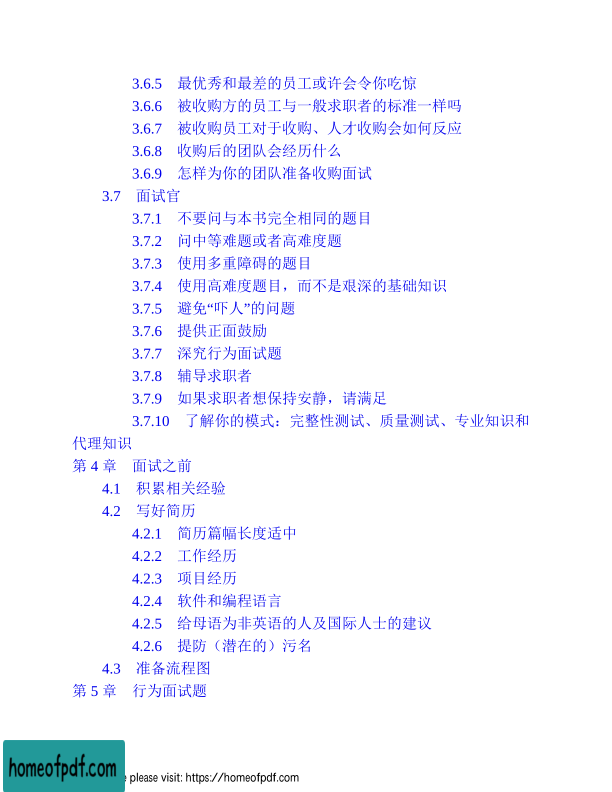 3.6.5 最优秀和最差的员工或许会令你吃惊
3.6.6 被收购方的员工与一般求职者的标准一样吗
3.6.7 被收购员工对于收购、人才收购会如何反应
3.6.8 收购后的团队会经历什么
3.6.9 怎样为你的团队准备收购面试
3.7 面试官
3.7.1 不要问与本书完全相同的题目
3.7.2 问中等难题或者高难度题
3.7.3 使用多重障碍的题目
3.7.4 使用高难度题目，而不是艰深的基础知识
3.7.5 避免“吓人”的问题
3.7.6 提供正面鼓励
3.7.7 深究行为面试题
3.7.8 辅导求职者
3.7.9 如果求职者想保持安静，请满足
3.7.10 了解你的模式：完整性测试、质量测试、专业知识和
代理知识
第 4 章 面试之前
4.1 积累相关经验
4.2 写好简历
4.2.1 简历篇幅长度适中
4.2.2 工作经历
4.2.3 项目经历
4.2.4 软件和编程语言
4.2.5 给母语为非英语的人及国际人士的建议
4.2.6 提防（潜在的）污名
4.3 准备流程图
第 5 章 行为面试题
homeofpdf.com
please visit: https://homeofpdf.com